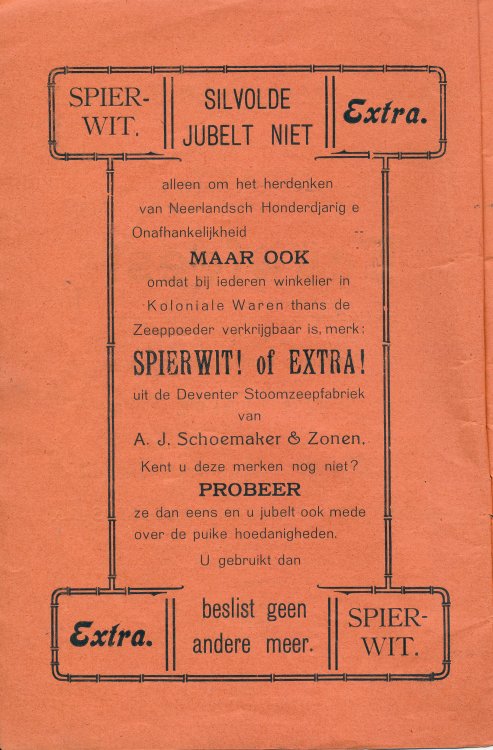 SPIER-
WIT.
SILVOLDE
JUBELT NIET
Extra.
alleen om het herdenken
van Neerlandsch Honderdjarig e
Onafhankelijkheid --
MAAR OOK
omdat bij iederen winkelier in
Koloniale Waren thans de
Zeeppoeder verkrijgbaar is, merk:
SPIERWIT! of EXTRA!
uit de Deventer Stoomzeepfabriek
van
A. J. Schoemaker & Zonen.
Kent u deze merken nog niet?
PROBEER
ze dan eens en u jubelt ook mede
over de puike hoedanigheden.
U gebruikt dan
Extra.
beslist geen
andere meer.
SPIER-
WIT.